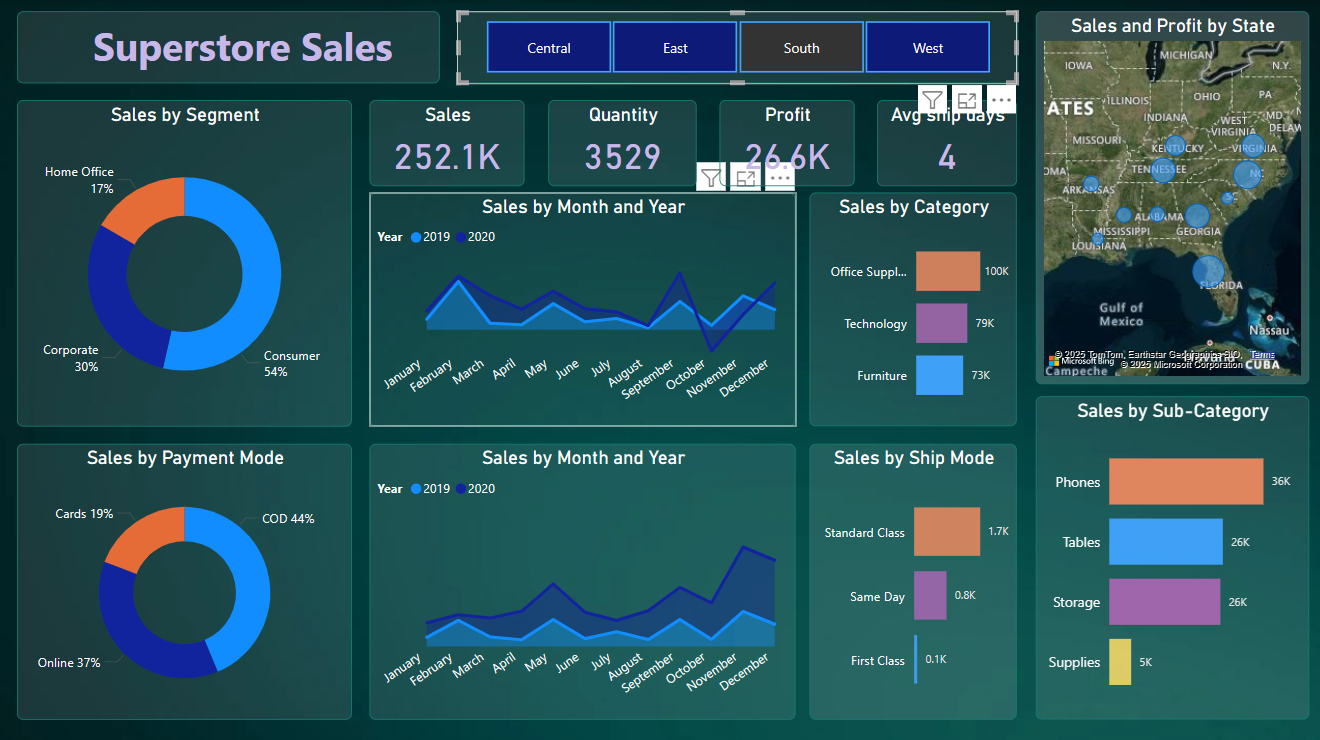 Superstore Sales
Central
East
South
West
Sales by Segment
Home Office
17%
Corporate
30%
Consumer
54%
Sales
252.1K
Quantity
3529
Profit
26.6K
Avg ship days
4
Sales by Month and Year
Year 2019 2020
January
February
March
April
May
June
July
August
September
October
November
December
Sales by Category
Office Suppl...
100K
Technology
79K
Furniture
73K
Sales and Profit by State
IOWA
MICHIGAN
N.Y.
ATES
ILLINOIS
OHIO
PA
INDIANA
MD
DELAW
WEST
VIRGINIA
MISSOURI
KENTUCKY
VIRGINIA
OMA
TENNESSEE
NC
ARKANSAS
ALABAMA
MISSISSIPPI
GEORGIA
LOUISIANA
FLORIDA
Gulf of
Mexico
Nassau
© 2025 TomTom, Earthstar Geographics SIO, Terms
Microsoft Bing
© 2025 Microsoft Corporation
CUBA
Campeche
Sales by Payment Mode
Cards 19%
COD 44%
Online 37%
Sales by Month and Year
Year 2019 2020
January
February
March
April
May
June
July
August
September
October
November
December
Sales by Ship Mode
Standard Class
1.7K
Same Day
0.8K
First Class
0.1K
Sales by Sub-Category
Phones
36K
Tables
26K
Storage
26K
Supplies
5K